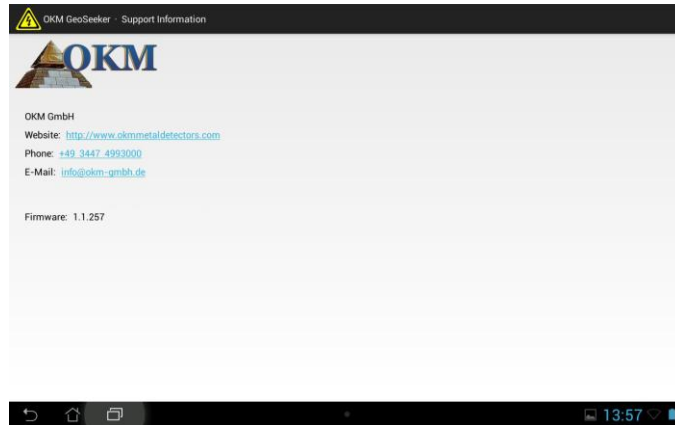 OKM GeoSeeker - Support Information
OKM
OKM GmbH
Website: http://www.okmmetaldetectors.com
Phone: +49 3447 4993000
E-Mail: info@okm-gmbh.de
Firmware: 1.1.257
13:57